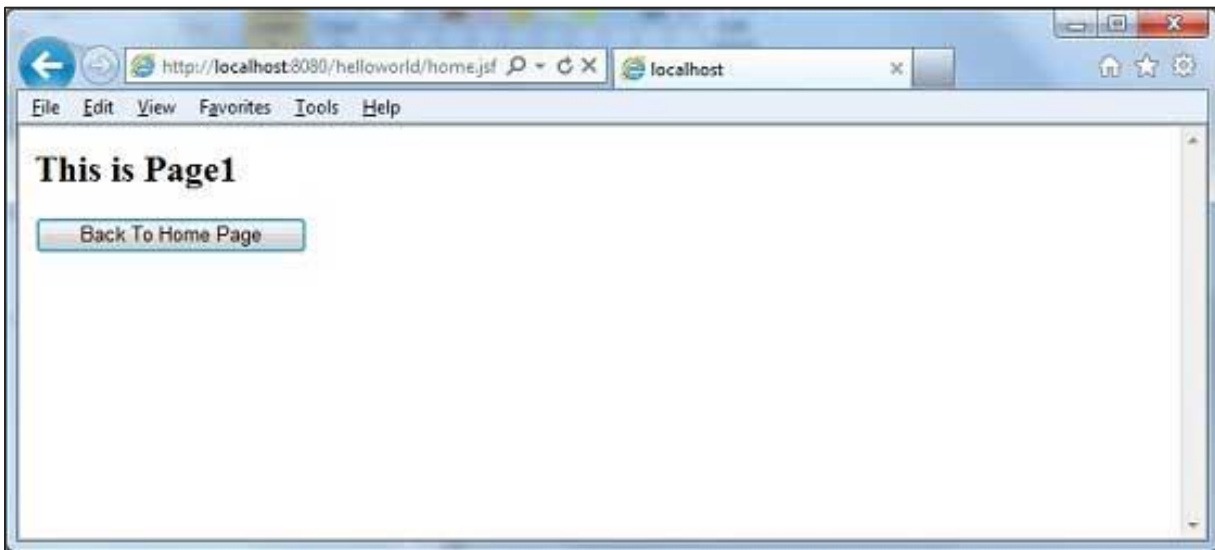 http://localhost:8080/helloworld/home.jsf
localhost
File Edit View Favorites Tools Help
This is Page1
Back To Home Page